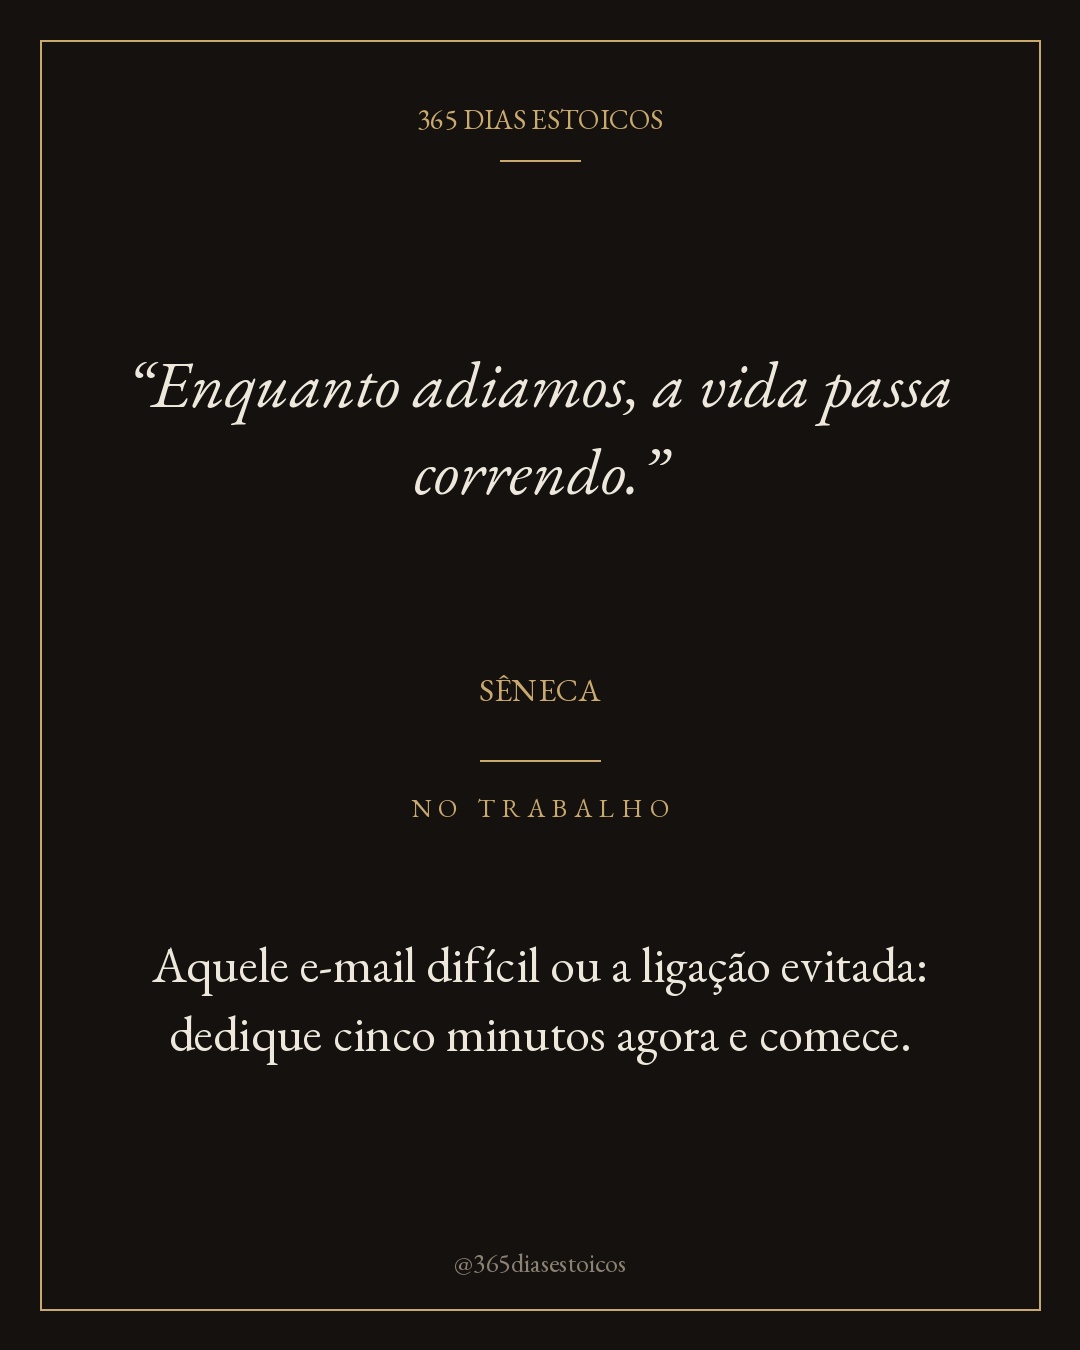 365 DIAS ESTOICOS
“Enquanto adiamos, a vida passa
correndo.”
SÊNECA
NO TRABALHO
Aquele e-mail difícil ou a ligação evitada:
dedique cinco minutos agora e comece.
@365diasestoicos